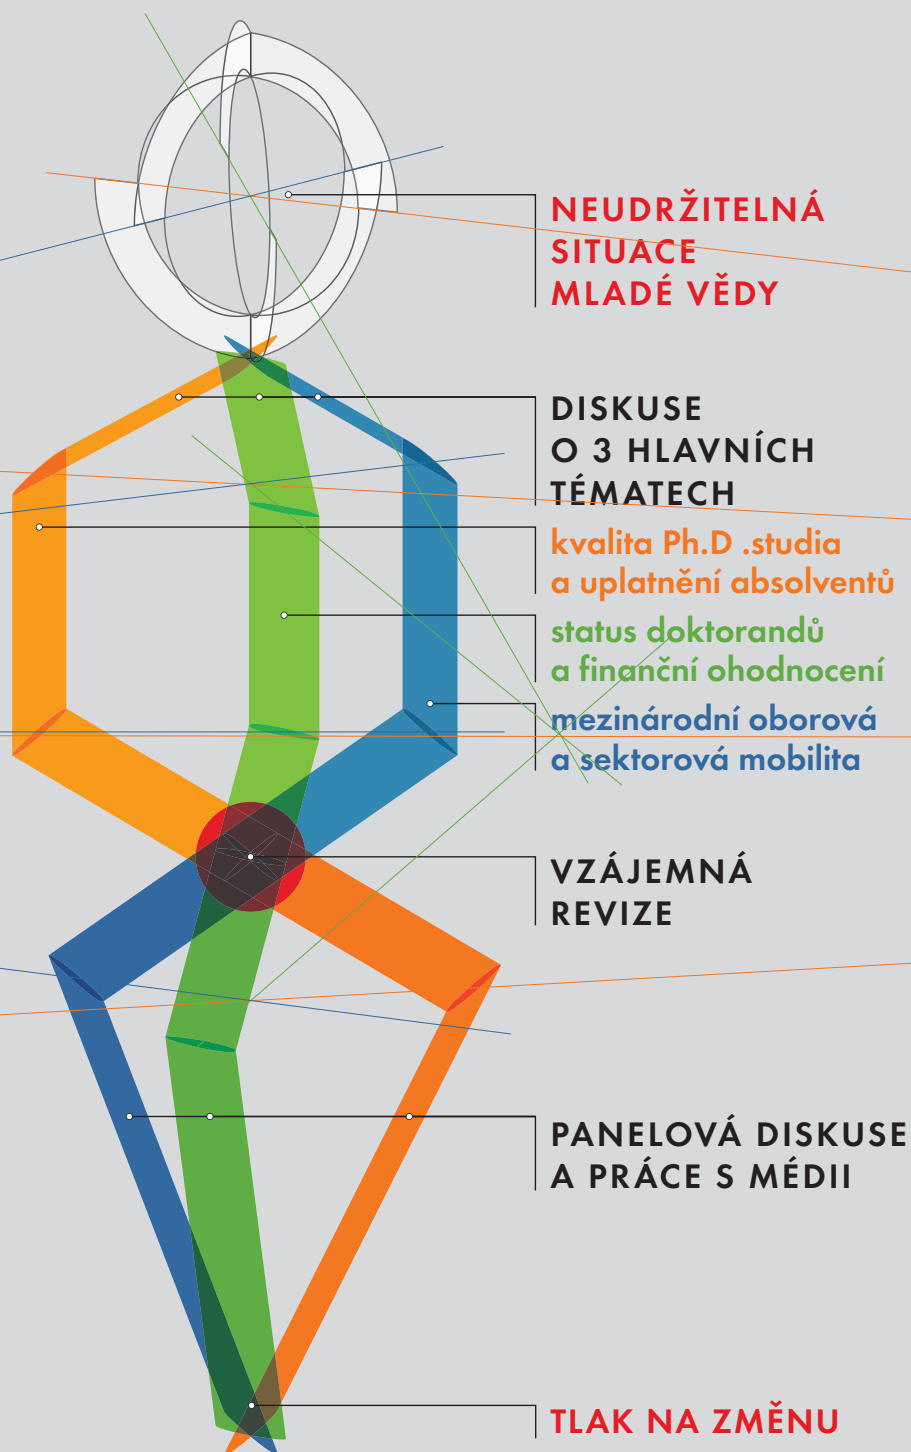 NEUDRŽITELNÁ
SITUACE
MLADÉ VĚDY
DISKUSE
O 3 HLAVNÍCH
TÉMATECH
kvalita Ph.D .studia
a uplatnění absolventů
status doktorandů
a finanční ohodnocení
mezinárodní oborová
a sektorová mobilita
VZÁJEMNÁ
REVIZE
PANELOVÁ DISKUSE
A PRÁCE S MÉDII
TLAK NA ZMĚNU